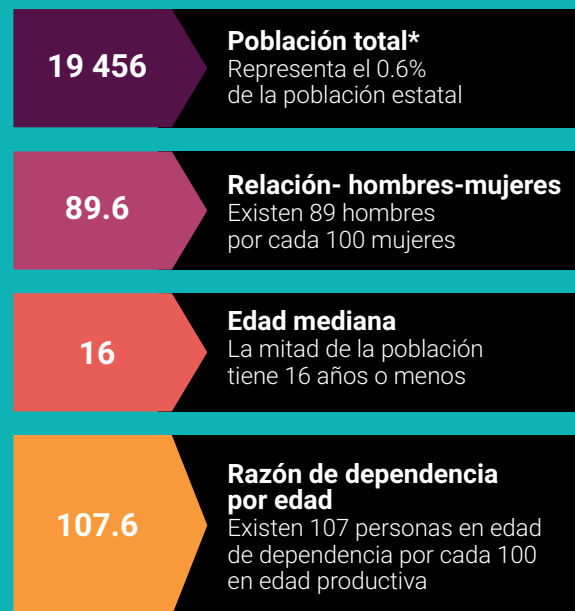 19 456
Población total*
Representa el 0.6%
de la población estatal
89.6
Relación- hombres-mujeres
Existen 89 hombres
por cada 100 mujeres
16
Edad mediana
La mitad de la población
tiene 16 años o menos
107.6
Razón de dependencia
por edad
Existen 107 personas en edad
de dependencia por cada 100
en edad productiva